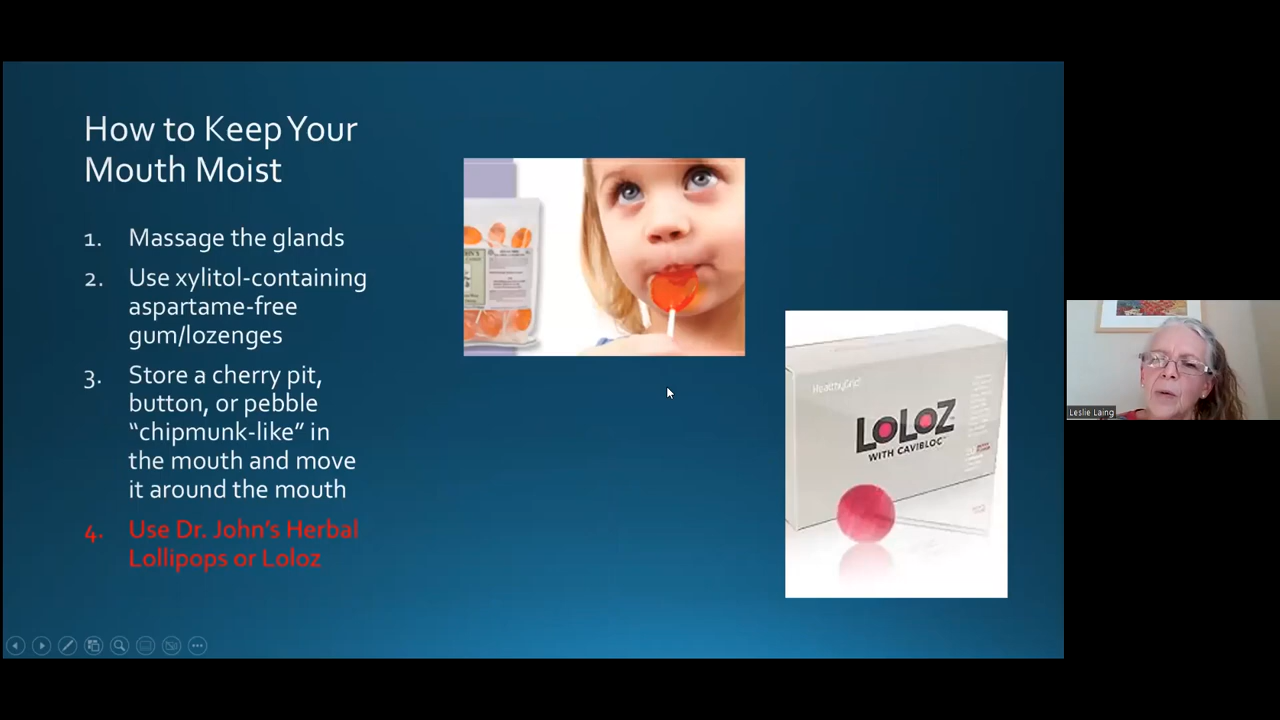 How to Keep Your
Mouth Moist
1. Massage the glands
2. Use xylitol-containing
aspartame-free
gum/lozenges
3. Store a cherry pit,
button, or pebble
“chipmunk-like” in
the mouth and move
it around the mouth
4. Use Dr. John’s Herbal
Lollipops or Loloz
HealthyGrid
LOLOZ
WITH CAVIBLOC
Leslie Laing